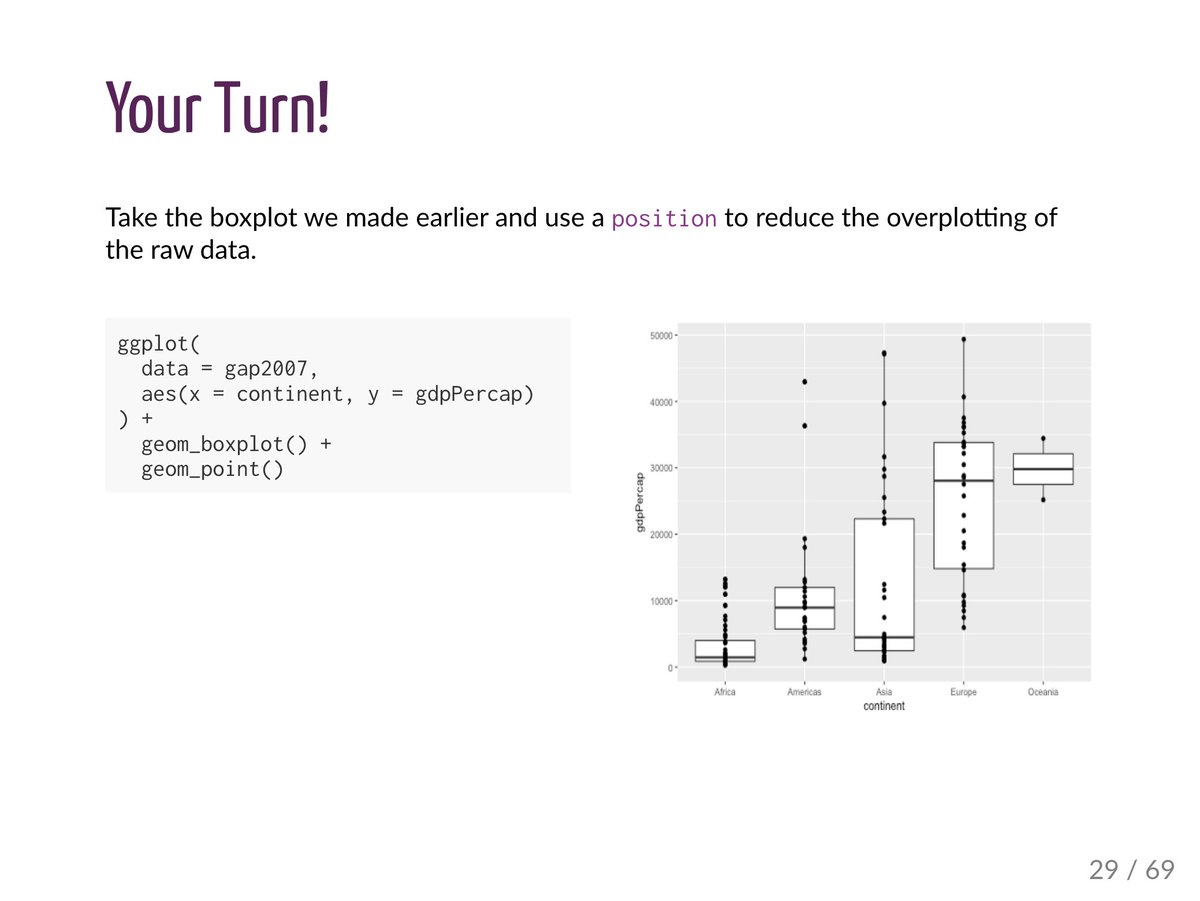 Your Turn!
Take the boxplot we made earlier and use a position to reduce the overplotting of
the raw data.
ggplot(
  data = gap2007,
  aes(x = continent, y = gdpPercap)
) +
  geom_boxplot() +
  geom_point()
50000
40000
30000
20000
10000
0
gdpPercap
Africa Americas Asia Europe Oceania
continent
29 / 69